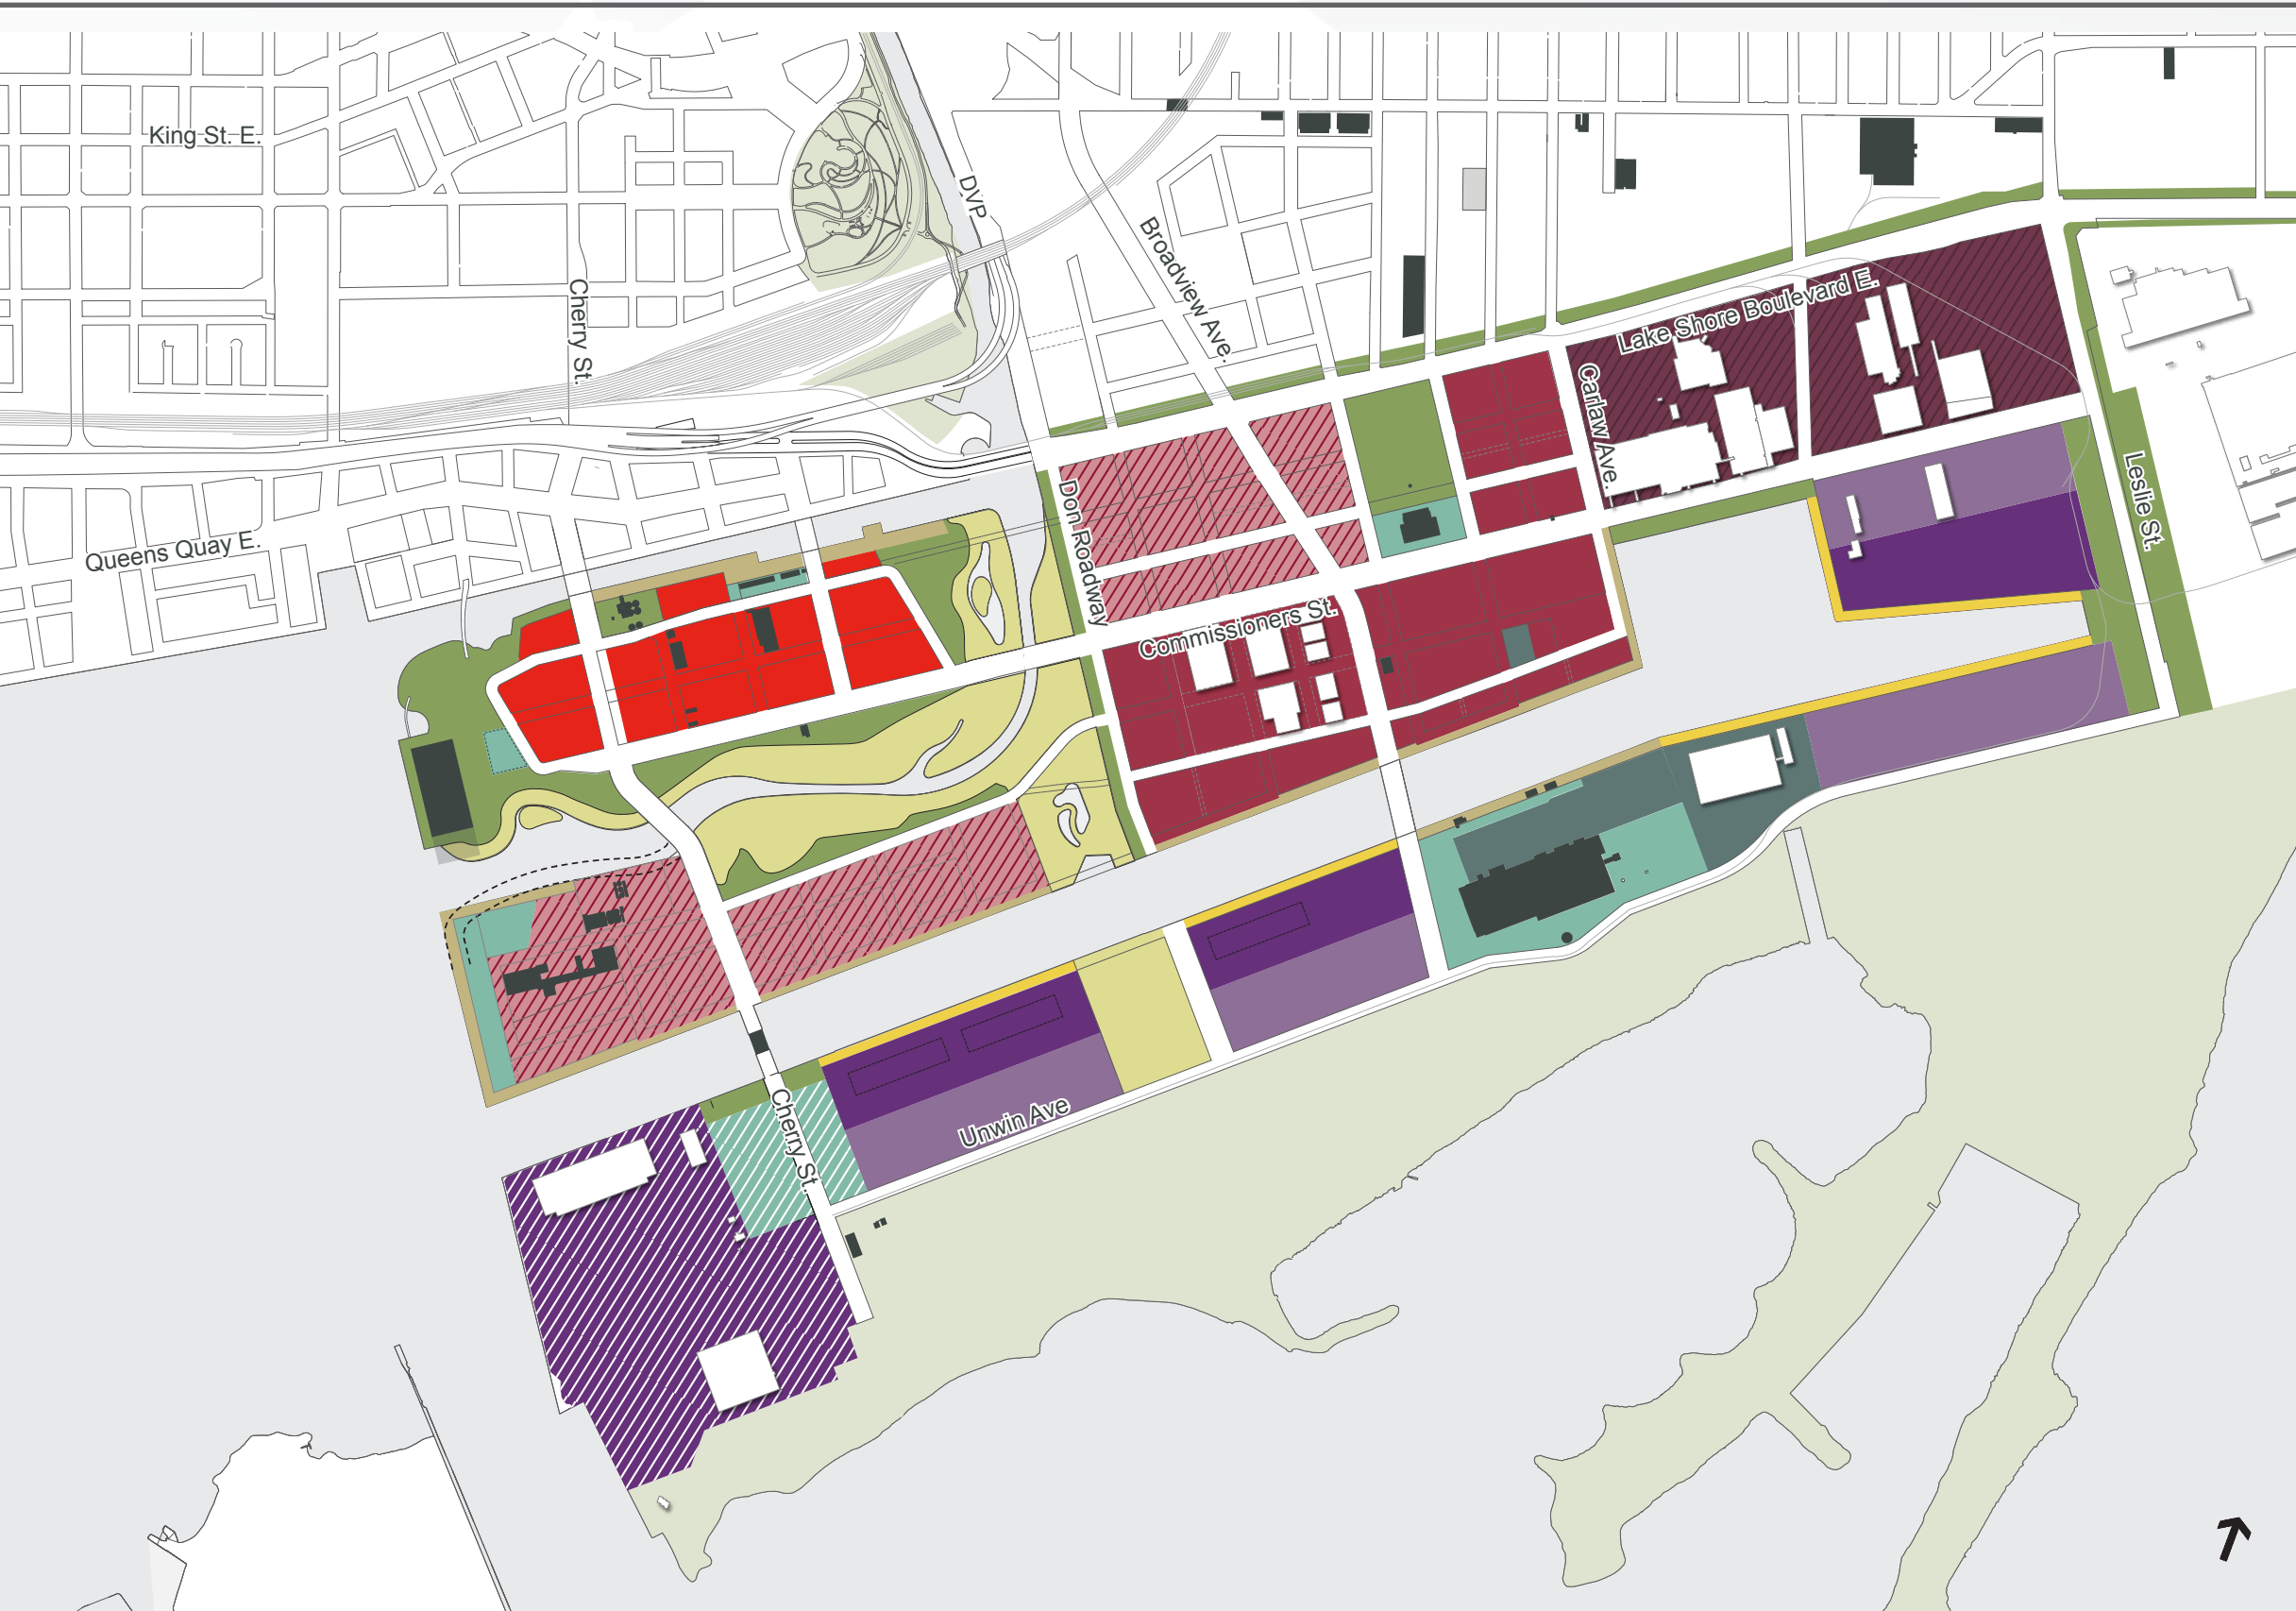 King St. E.
DVP
Broadview Ave.
Cherry St.
Lake Shore Boulevard E.
Carlaw Ave.
Leslie St.
Don Roadway
Queens Quay E.
Commissioners St.
Unwin Ave
Cherry St.